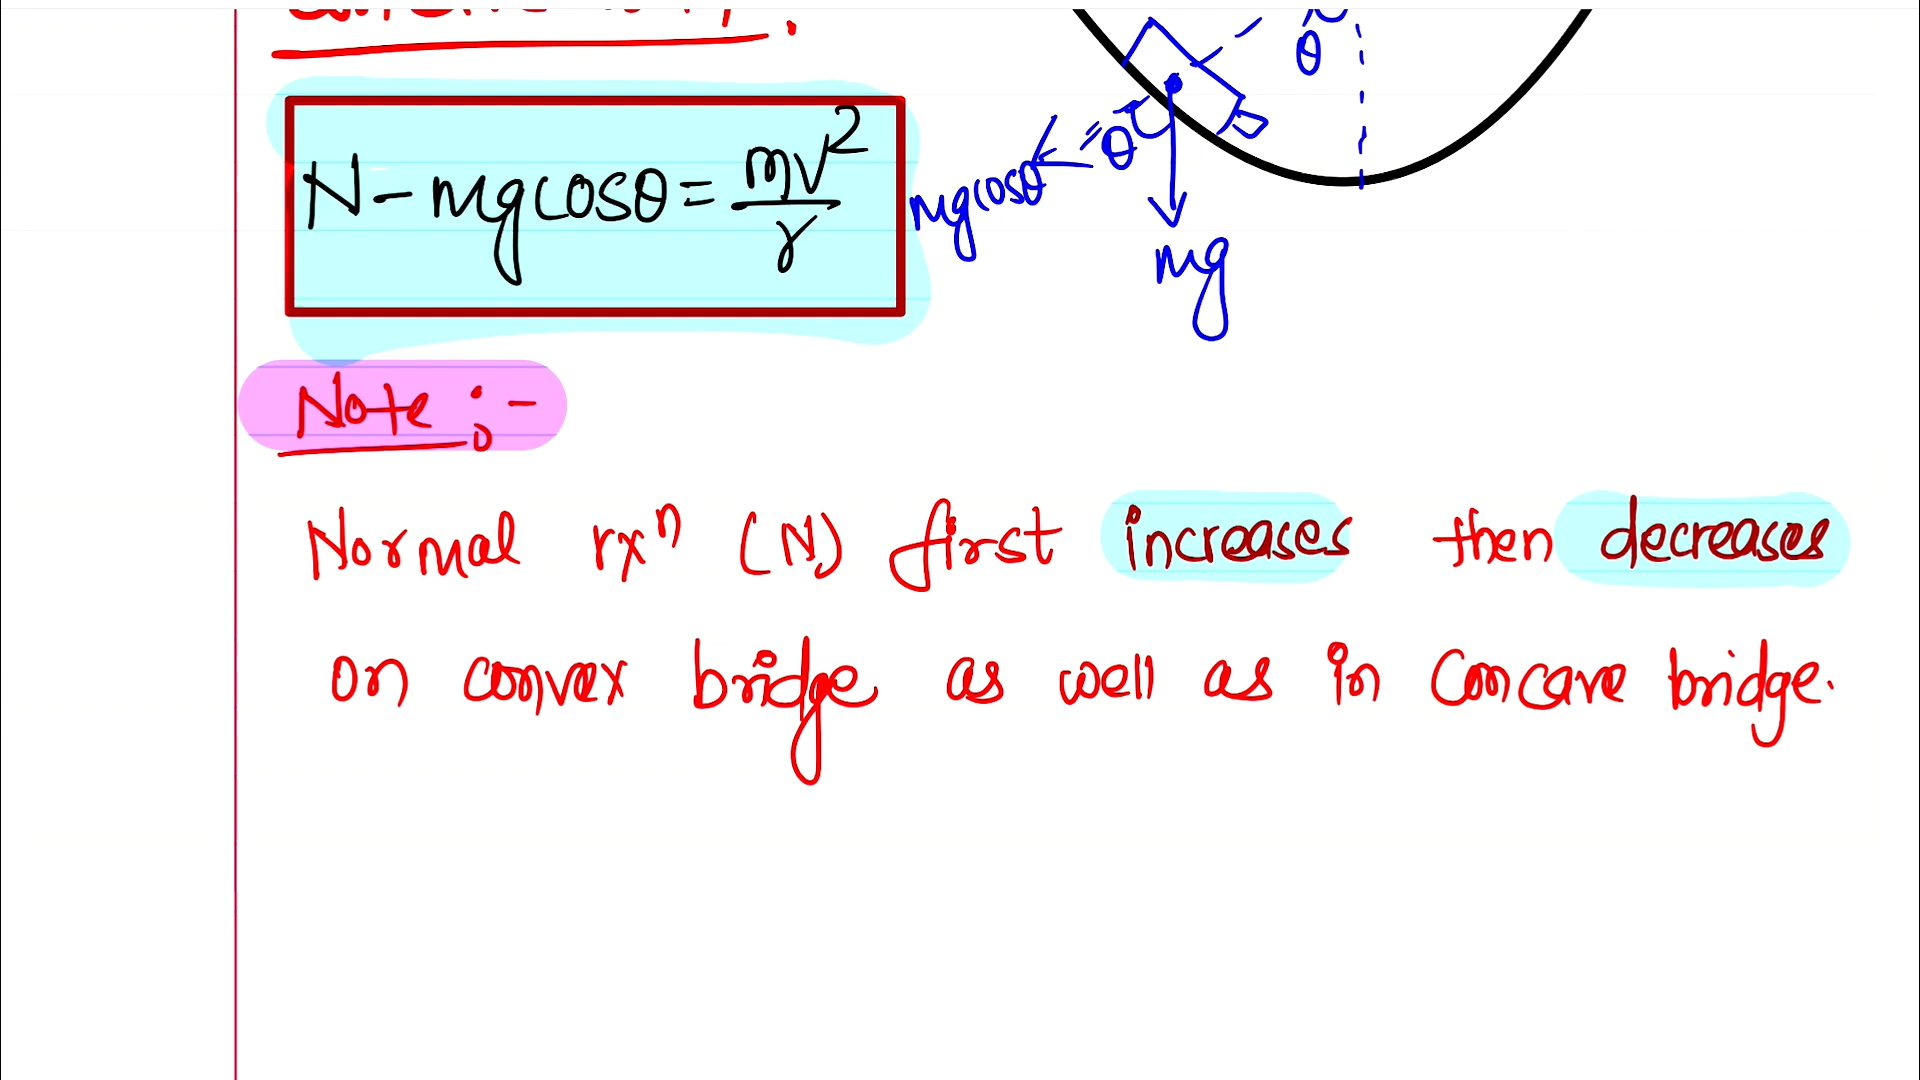 θ
N - mgcosθ = mv²/r
θ
mgcosθ
mg
Note :-
Normal rxⁿ (N) first increases then decreases
on convex bridge as well as in Concave bridge.